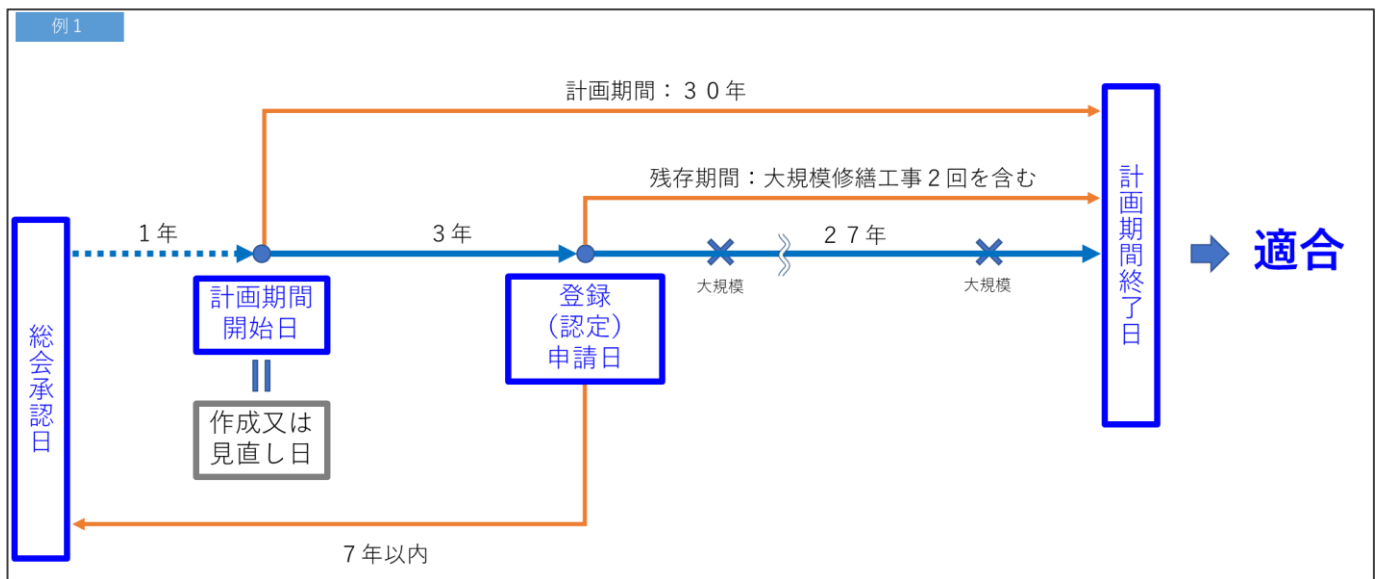 例１
計画期間：３０年
残存期間：大規模修繕工事２回を含む
１年
３年
２７年
大規模
大規模
総会承認日
計画期間
開始日
作成又は
見直し日
登録
（認定）
申請日
計画期間終了日
適合
７年以内